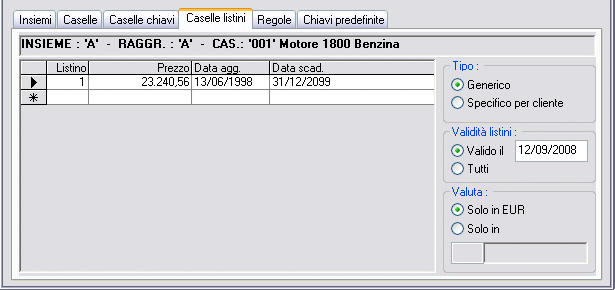 Insiemi Caselle Caselle chiavi Caselle listini Regole Chiavi predefinite
INSIEME : 'A' - RAGGR. : 'A' - CAS.: '001' Motore 1800 Benzina
Listino Prezzo Data agg. Data scad.
1 23.240,56 13/06/1998 31/12/2099
Tipo :
Generico
Specifico per cliente
Validità listini :
Valido il 12/09/2008
Tutti
Valuta :
Solo in EUR
Solo in